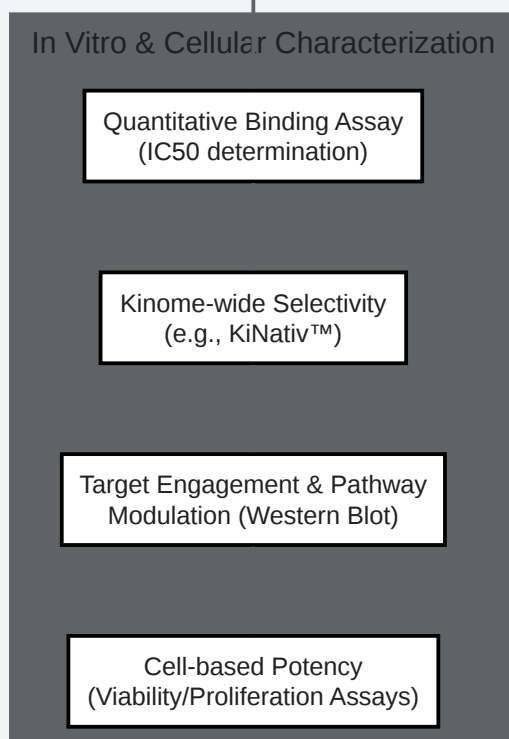 In Vitro & Cellular Characterization
Quantitative Binding Assay
(IC50 determination)
Kinome-wide Selectivity
(e.g., KiNativ™)
Target Engagement & Pathway
Modulation (Western Blot)
Cell-based Potency
(Viability/Proliferation Assays)